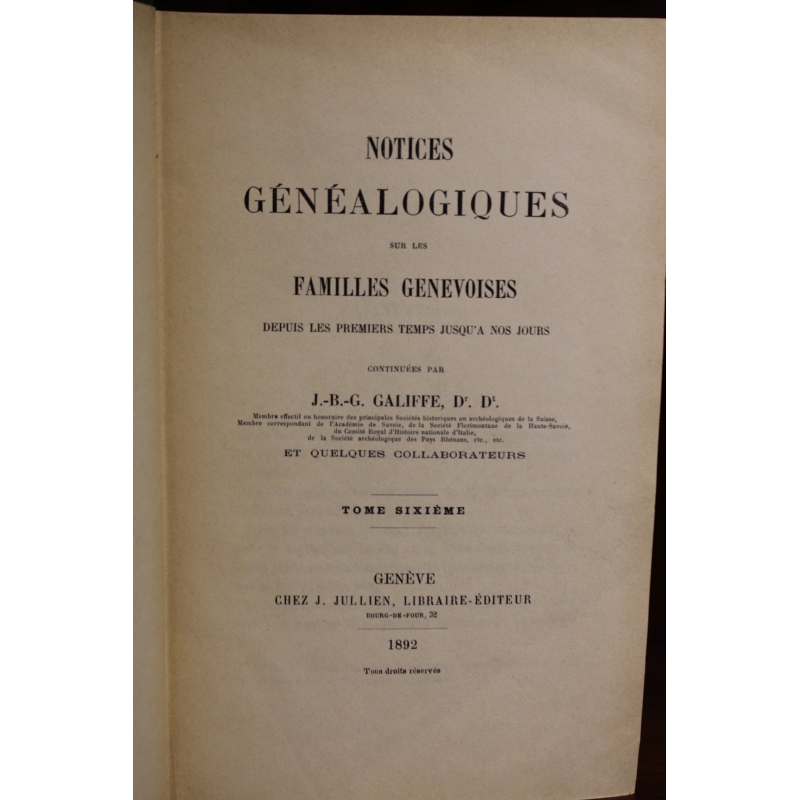 NOTICES
GÉNÉALOGIQUES
SUR LES
FAMILLES GENEVOISES
DEPUIS LES PREMIERS TEMPS JUSQU'A NOS JOURS
CONTINUÉES PAR
J.-B.-G. GALIFFE, Dr. Dt.
Membre effectif ou honoraire des principales Sociétés historiques ou archéologiques de la Suisse,
Membre correspondant de l'Académie de Savoie, de la Société Florimontane de la Haute-Savoie,
du Comité Royal d'Histoire nationale d'Italie,
de la Société archéologique des Pays Rhénans, etc., etc.
ET QUELQUES COLLABORATEURS
TOME SIXIÈME
GENÈVE
CHEZ J. JULLIEN, LIBRAIRE-ÉDITEUR
BOURG-DE-FOUR, 32
1892
Tous droits réservés